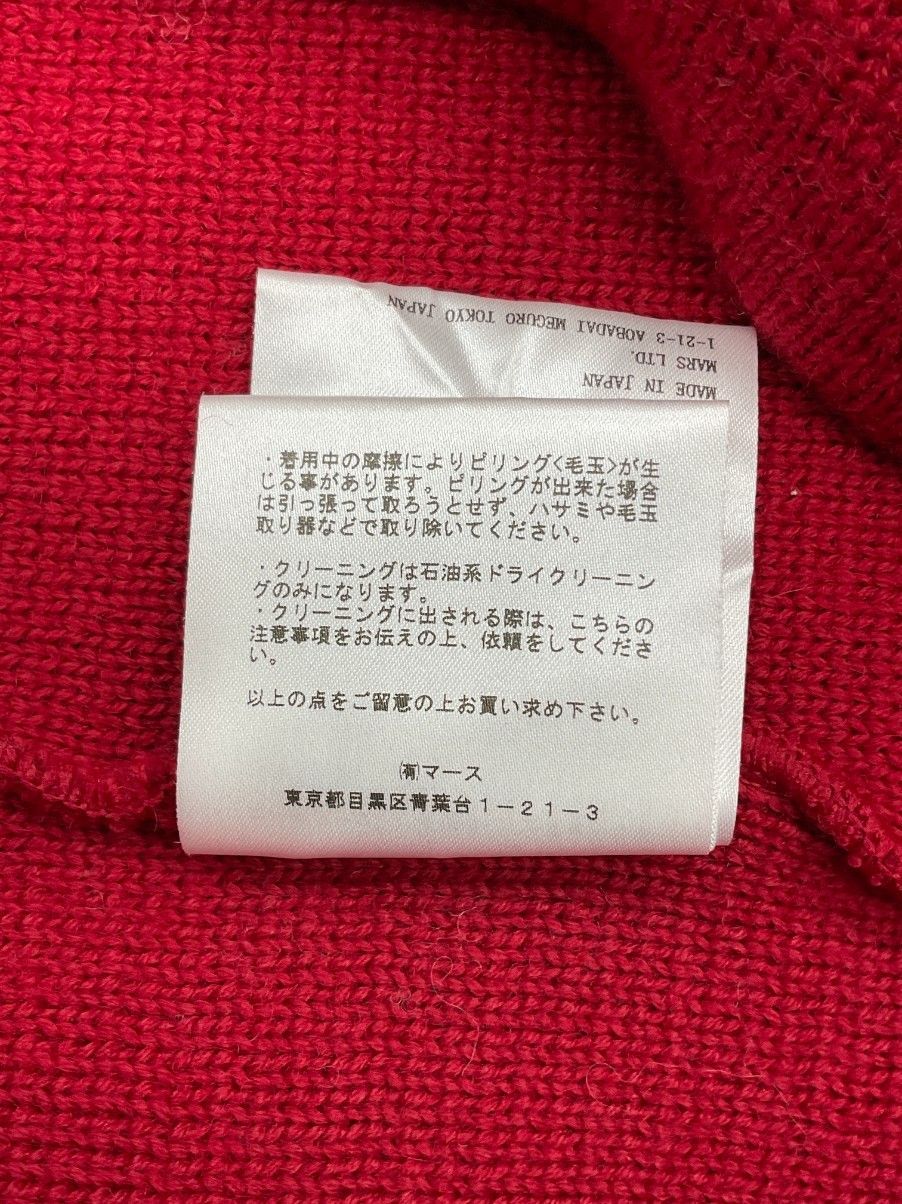 MADE IN JAPAN
MARS LTD.
1-21-3 AOBADAI MEGURO TOKYO JAPAN
・着用中の摩擦によりピリング<毛玉>が生
じる事があります。ピリングが出来た場合
は引っ張って取ろうとせず、ハサミや毛玉
取り器などで取り除いてください。
・クリーニングは石油系ドライクリーニン
グのみになります。
・クリーニングに出される際は、こちらの
注意事項をお伝えの上、依頼をしてくださ
い。
以上の点をご留意の上お買い求め下さい。
㈲マース
東京都目黒区青葉台1-21-3